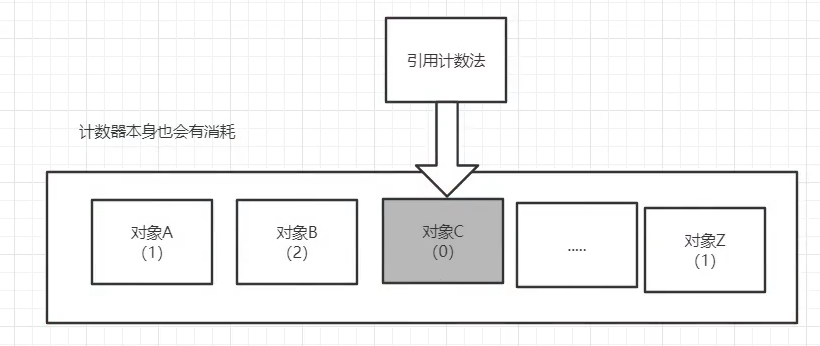 引用计数法
计数器本身也会有消耗
对象A
（1）
对象B
（2）
对象C
（0）
.....
对象Z
（1）